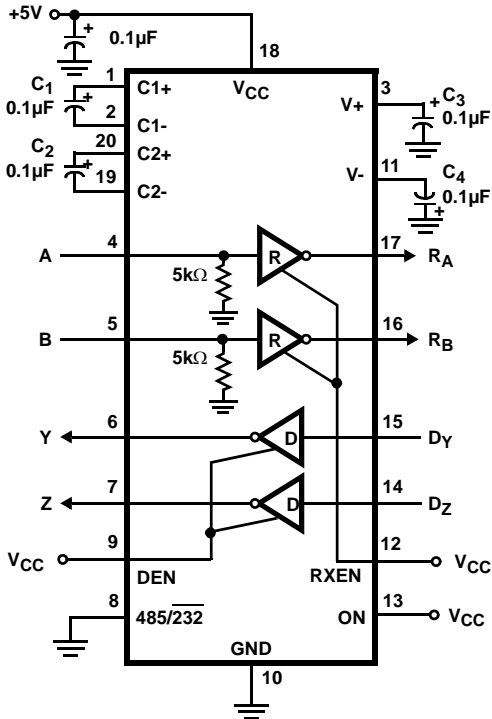 +5V
+
0.1µF
18
1
C1
0.1µF
+
2
C1+
C1-
VCC
3
V+
+
C3
0.1µF
20
C2
0.1µF
+
19
C2+
C2-
11
V-
C4
0.1µF
+
A
4
5kΩ
R
17
RA
B
5
5kΩ
R
16
RB
Y
6
D
15
DY
Z
7
D
14
DZ
VCC
9
DEN
RXEN
12
VCC
8
485/232
ON
13
VCC
GND
10